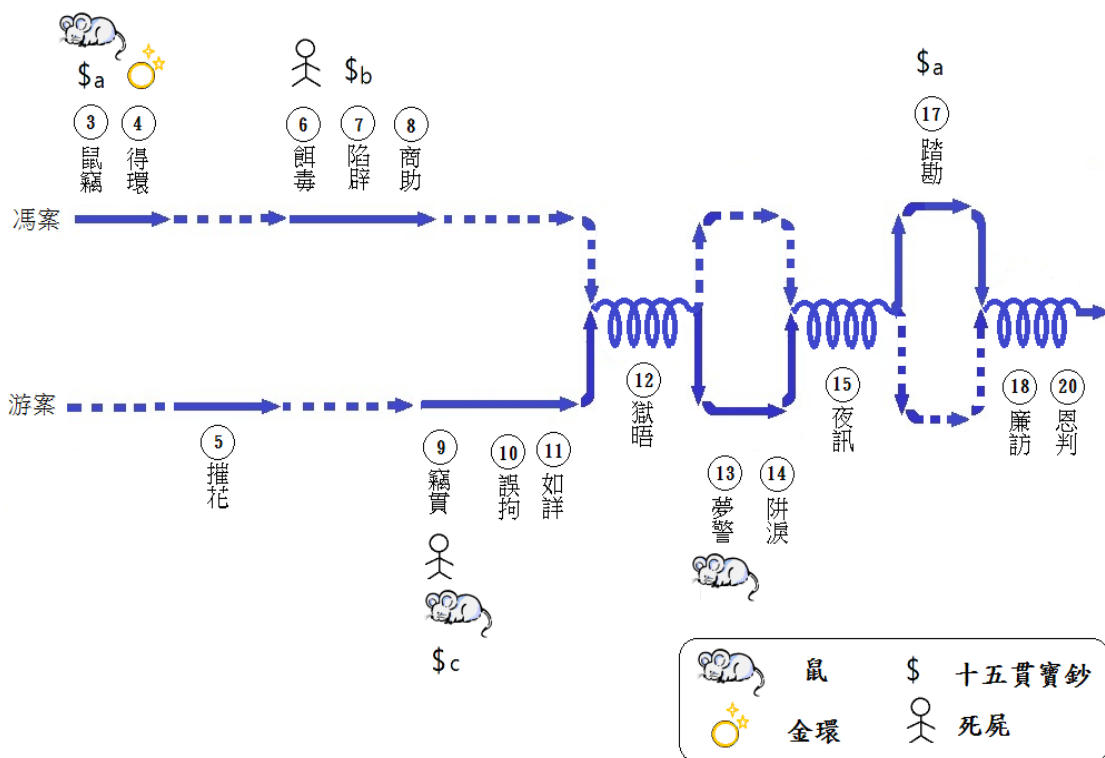 $a
$b
$a
3
4
6
7
8
17
鼠竊
得環
餌毒
陷辟
商助
踏勘
馮案
游案
12
獄晤
15
夜訊
18
廉訪
20
恩判
5
摧花
9
竊貫
10
誤拘
11
如詳
13
夢警
14
阱淚
$c
鼠
$
十五貫寶鈔
金環
死屍